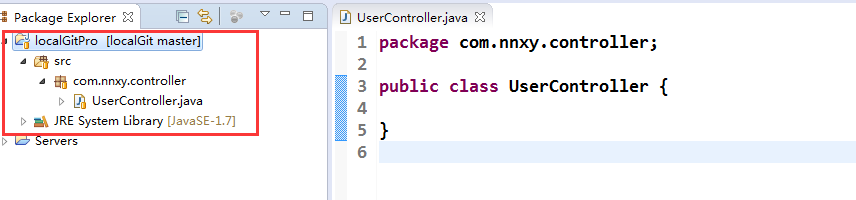 Package Explorer
localGitPro [localGit master]
src
com.nnxy.controller
UserController.java
JRE System Library [JavaSE-1.7]
Servers
UserController.java
1 package com.nnxy.controller;
2
3 public class UserController {
4
5 }
6